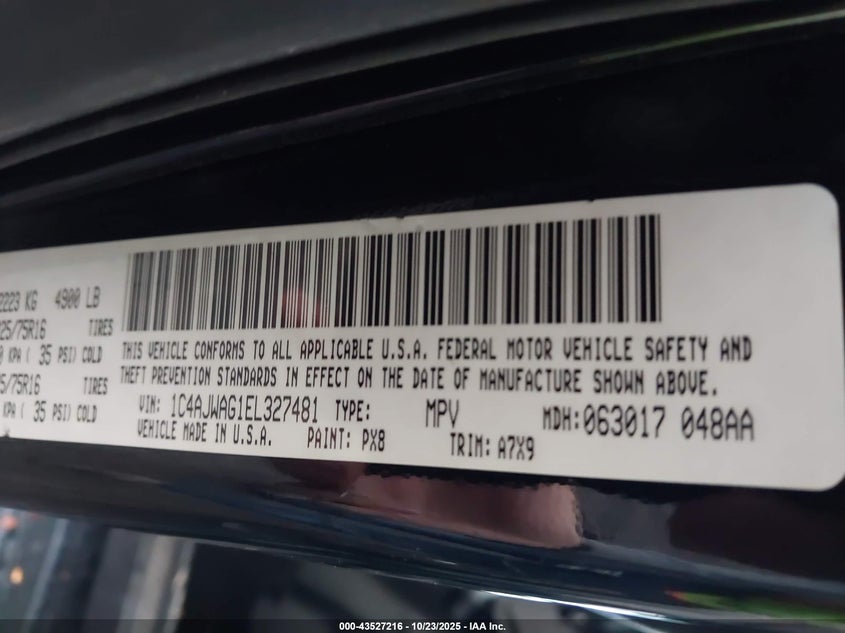 2223 KG 4900 LB
25/75R16 TIRES
KPA ( 35 PSI) COLD
5/75R16 TIRES
KPA ( 35 PSI) COLD
THIS VEHICLE CONFORMS TO ALL APPLICABLE U.S.A. FEDERAL MOTOR VEHICLE SAFETY AND
THEFT PREVENTION STANDARDS IN EFFECT ON THE DATE OF MANUFACTURE SHOWN ABOVE.
VIN: 1C4AJWAG1EL327481 TYPE: MPV MDH:063017 048AA
VEHICLE MADE IN U.S.A. PAINT: PX8 TRIM: A7X9
000-43527216 - 10/23/2025 - IAA Inc.